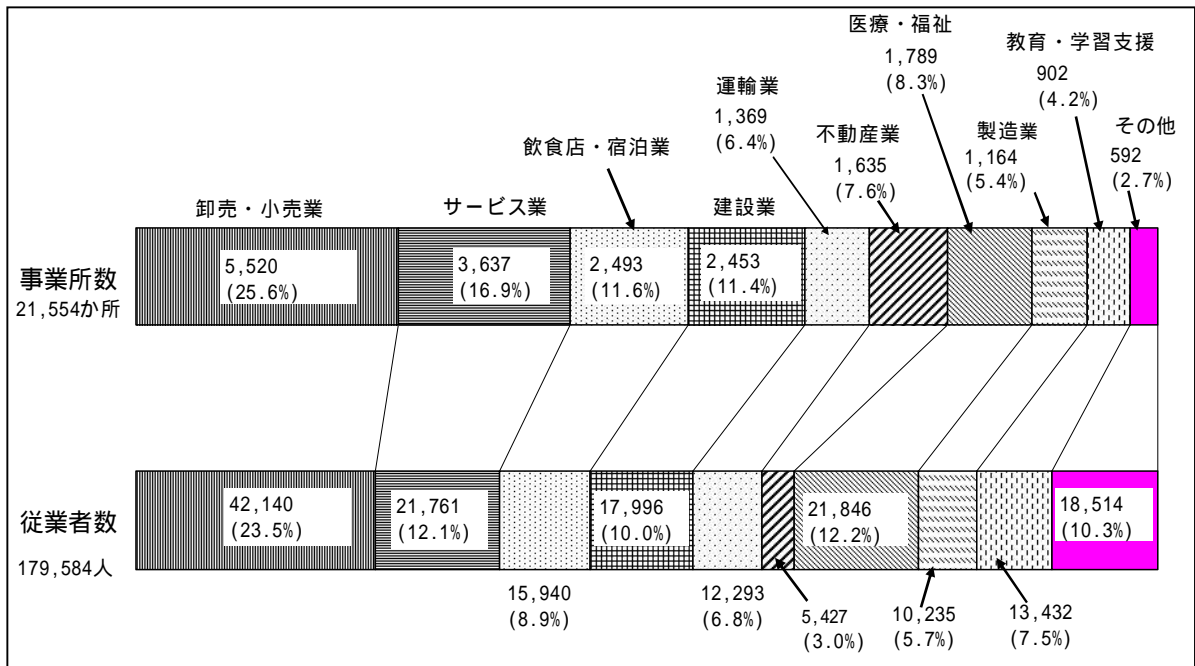 医療・福祉
1,789
(8.3%)
教育・学習支援
902
(4.2%)
運輸業
1,369
(6.4%)
不動産業
1,635
(7.6%)
製造業
1,164
(5.4%)
その他
592
(2.7%)
飲食店・宿泊業
卸売・小売業
サービス業
建設業
事業所数
21,554か所
5,520
(25.6%)
3,637
(16.9%)
2,493
(11.6%)
2,453
(11.4%)
従業者数
179,584人
42,140
(23.5%)
21,761
(12.1%)
17,996
(10.0%)
21,846
(12.2%)
18,514
(10.3%)
15,940
(8.9%)
12,293
(6.8%)
5,427
(3.0%)
10,235
(5.7%)
13,432
(7.5%)